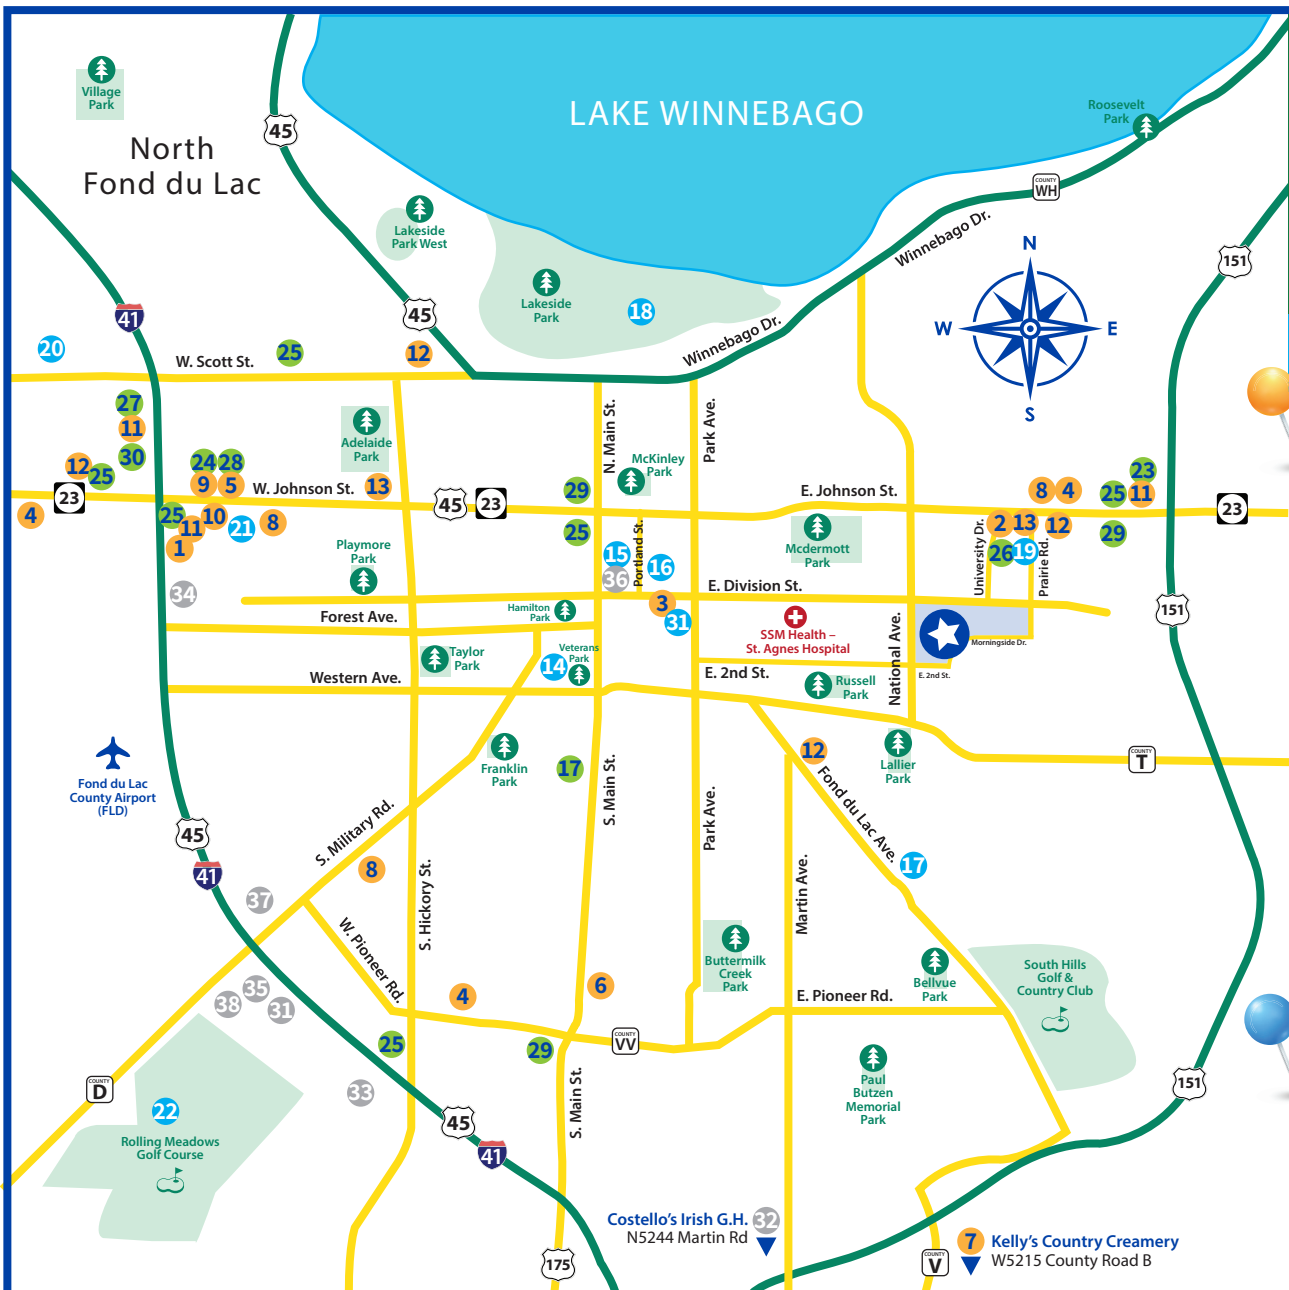 Village
Park
North
Fond du Lac
45
LAKE WINNEBAGO
Roosevelt
Park
COUNTY
WH
Winnebago Dr.
151
Lakeside
Park West
Lakeside
Park
18
45
41
N
W
E
S
Winnebago Dr.
20
W. Scott St.
25
12
27
11
30
12
25
23
4
24
28
9
5
W. Johnson St.
13
25
10
11
1
21
8
Adelaide
Park
45
23
29
25
N. Main St.
McKinley
Park
Park Ave.
E. Johnson St.
Mcdermott
Park
8
4
25
23
11
23
2
13
12
29
26
19
University Dr.
Prairie Rd.
Playmore
Park
34
15
36
Portland St.
16
E. Division St.
3
31
Hamilton
Park
Forest Ave.
SSM Health –
St. Agnes Hospital
National Ave.
Morningside Dr.
E. 2nd St.
151
Taylor
Park
14
Veterans
Park
Western Ave.
E. 2nd St.
Russell
Park
Fond du Lac
County Airport
(FLD)
Franklin
Park
17
S. Main St.
Park Ave.
12
Lallier
Park
COUNTY
T
Fond du Lac Ave.
17
45
41
S. Military Rd.
8
S. Hickory St.
37
W. Pioneer Rd.
Martin Ave.
35
38
31
4
6
Buttermilk
Creek
Park
E. Pioneer Rd.
Bellvue
Park
South Hills
Golf &
Country Club
25
29
COUNTY
VV
33
S. Main St.
Paul
Butzen
Memorial
Park
151
COUNTY
D
22
Rolling Meadows
Golf Course
45
41
175
Costello's Irish G.H.
32
N5244 Martin Rd
COUNTY
V
7
Kelly's Country Creamery
W5215 County Road B